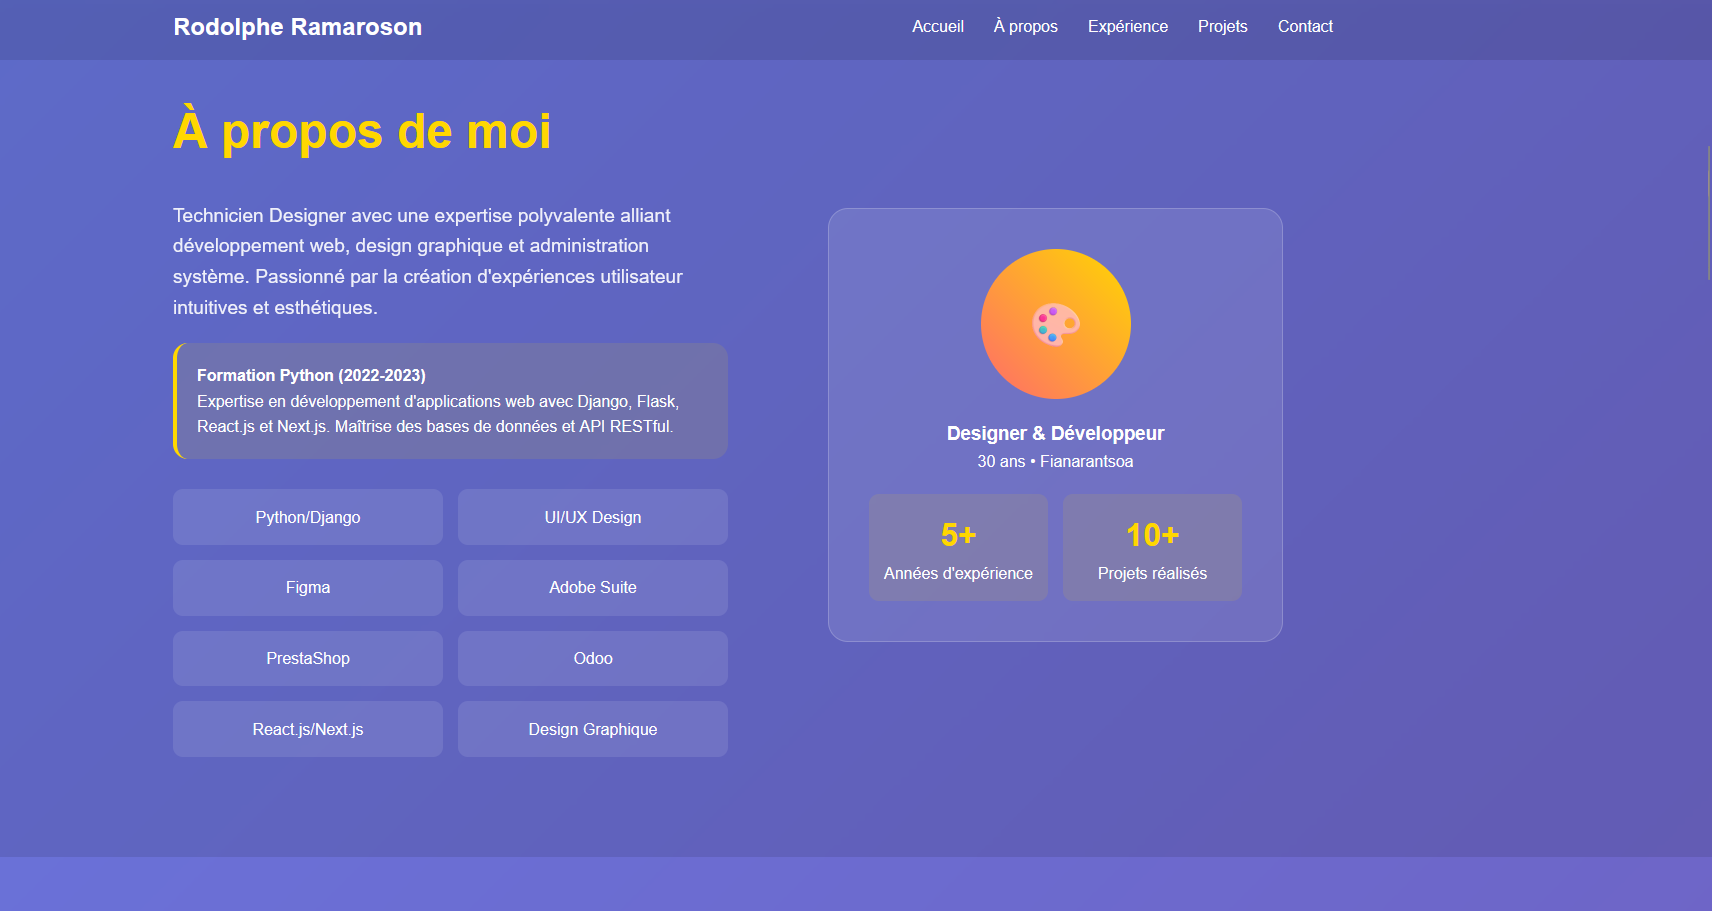 Rodolphe Ramaroson
Accueil À propos Expérience Projets Contact
À propos de moi
Technicien Designer avec une expertise polyvalente alliant
développement web, design graphique et administration
système. Passionné par la création d'expériences utilisateur
intuitives et esthétiques.
Formation Python (2022-2023)
Expertise en développement d'applications web avec Django, Flask,
React.js et Next.js. Maîtrise des bases de données et API RESTful.
Python/Django
UI/UX Design
Figma
Adobe Suite
PrestaShop
Odoo
React.js/Next.js
Design Graphique
Designer & Développeur
30 ans • Fianarantsoa
5+
Années d'expérience
10+
Projets réalisés